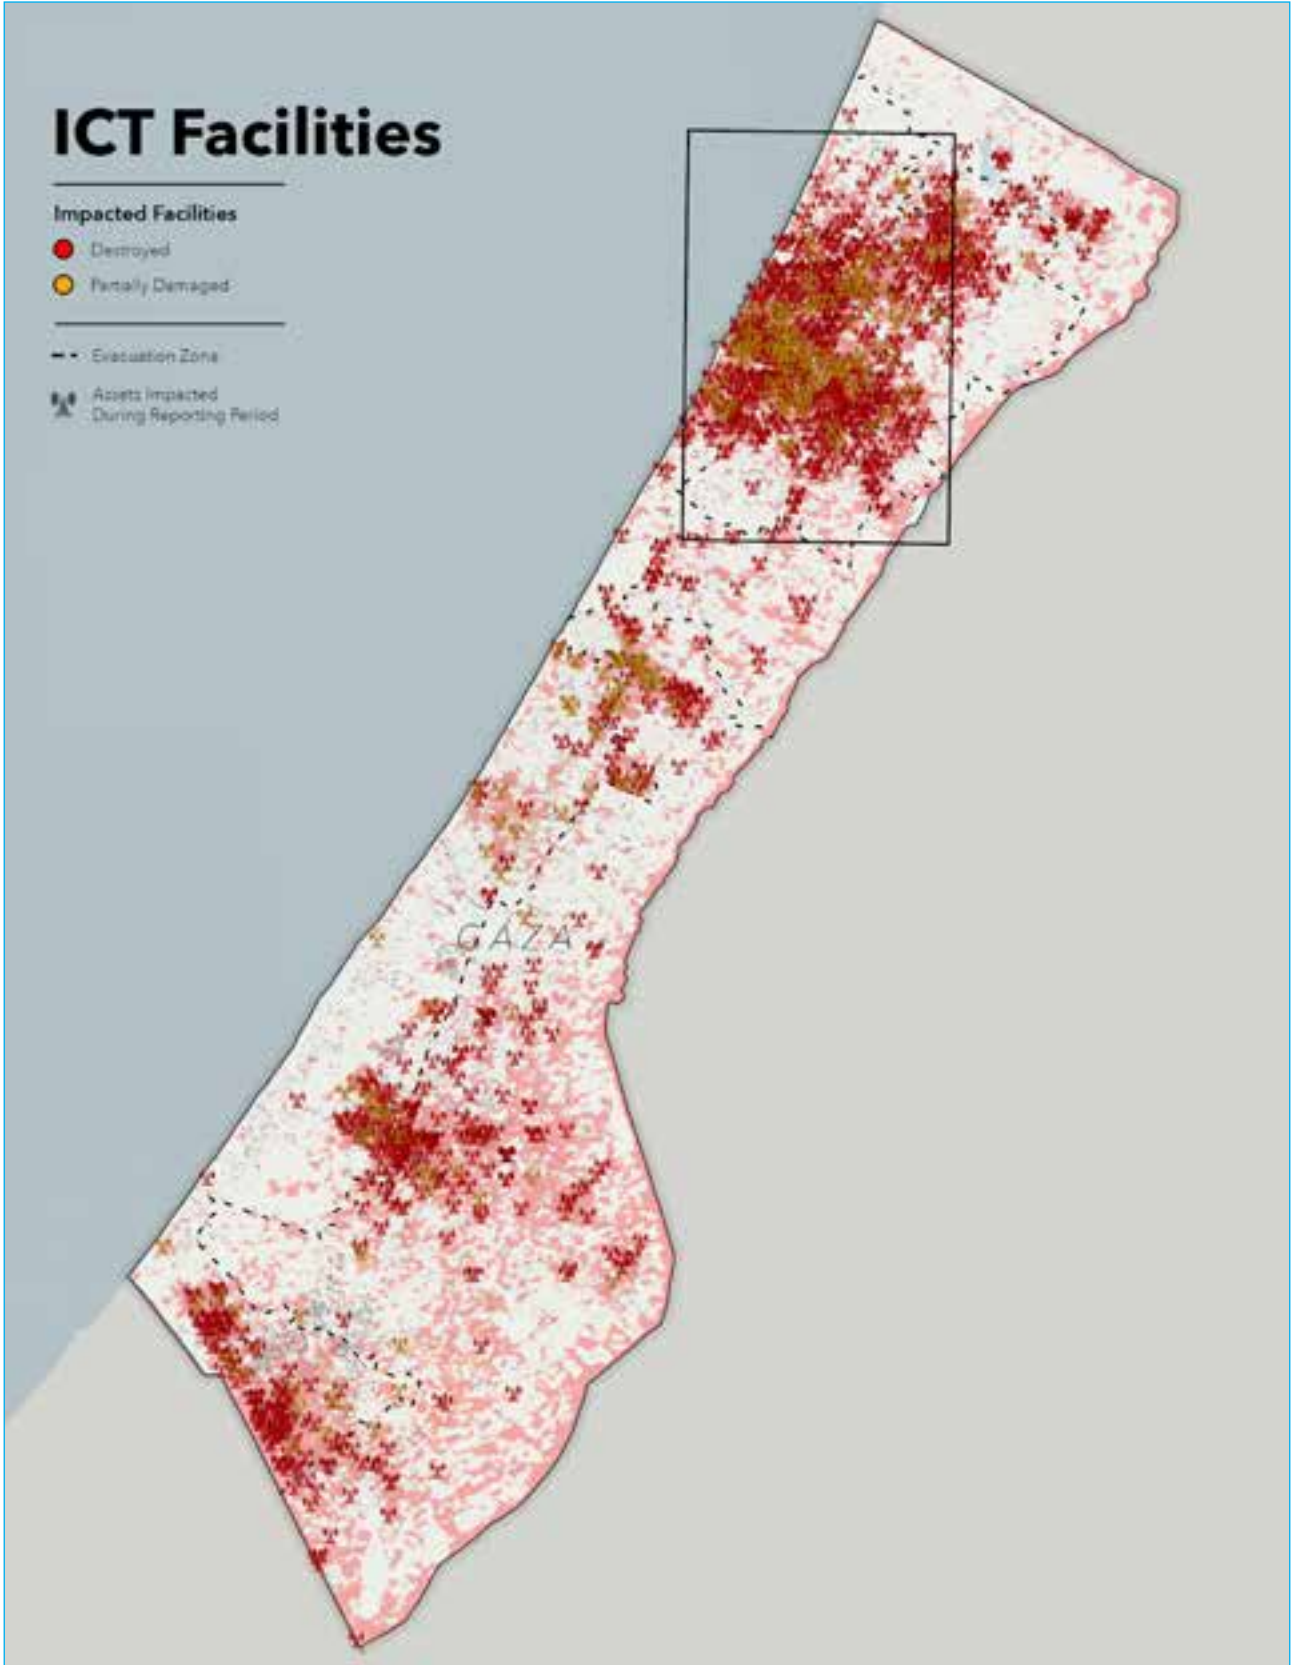 ICT Facilities
Impacted Facilities
Destroyed
Partially Damaged
Evacuation Zone
Assets Impacted
During Reporting Period
GAZA